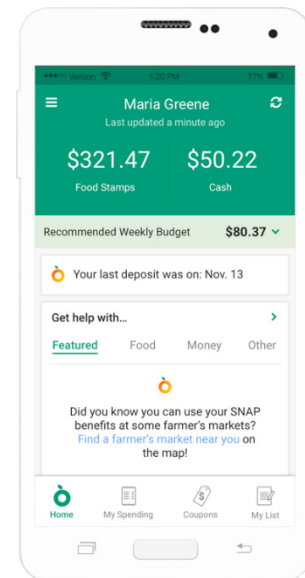 Verizon 1:20 PM 77%
Maria Greene
Last updated a minute ago
$321.47 $50.22
Food Stamps Cash
Recommended Weekly Budget $80.37
Your last deposit was on: Nov. 13
Get help with...
Featured Food Money Other
Did you know you can use your SNAP
benefits at some farmer's markets?
Find a farmer's market near you on
the map!
Home My Spending Coupons My List